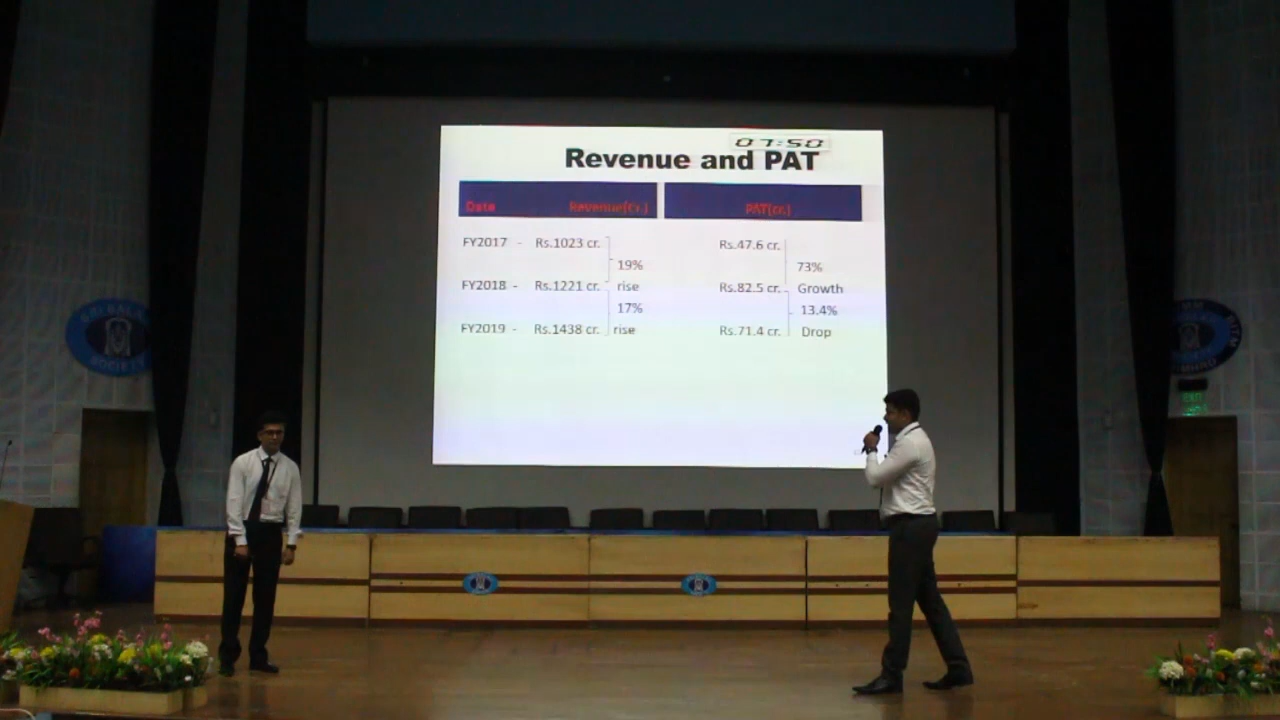 07:50
Revenue and PAT
Date Revenue(Cr.) PAT(cr.)
FY2017 - Rs.1023 cr. Rs.47.6 cr.
19% 73%
FY2018 - Rs.1221 cr. rise Rs.82.5 cr. Growth
17% 13.4%
FY2019 - Rs.1438 cr. rise Rs.71.4 cr. Drop
SOCIETY
EXIT